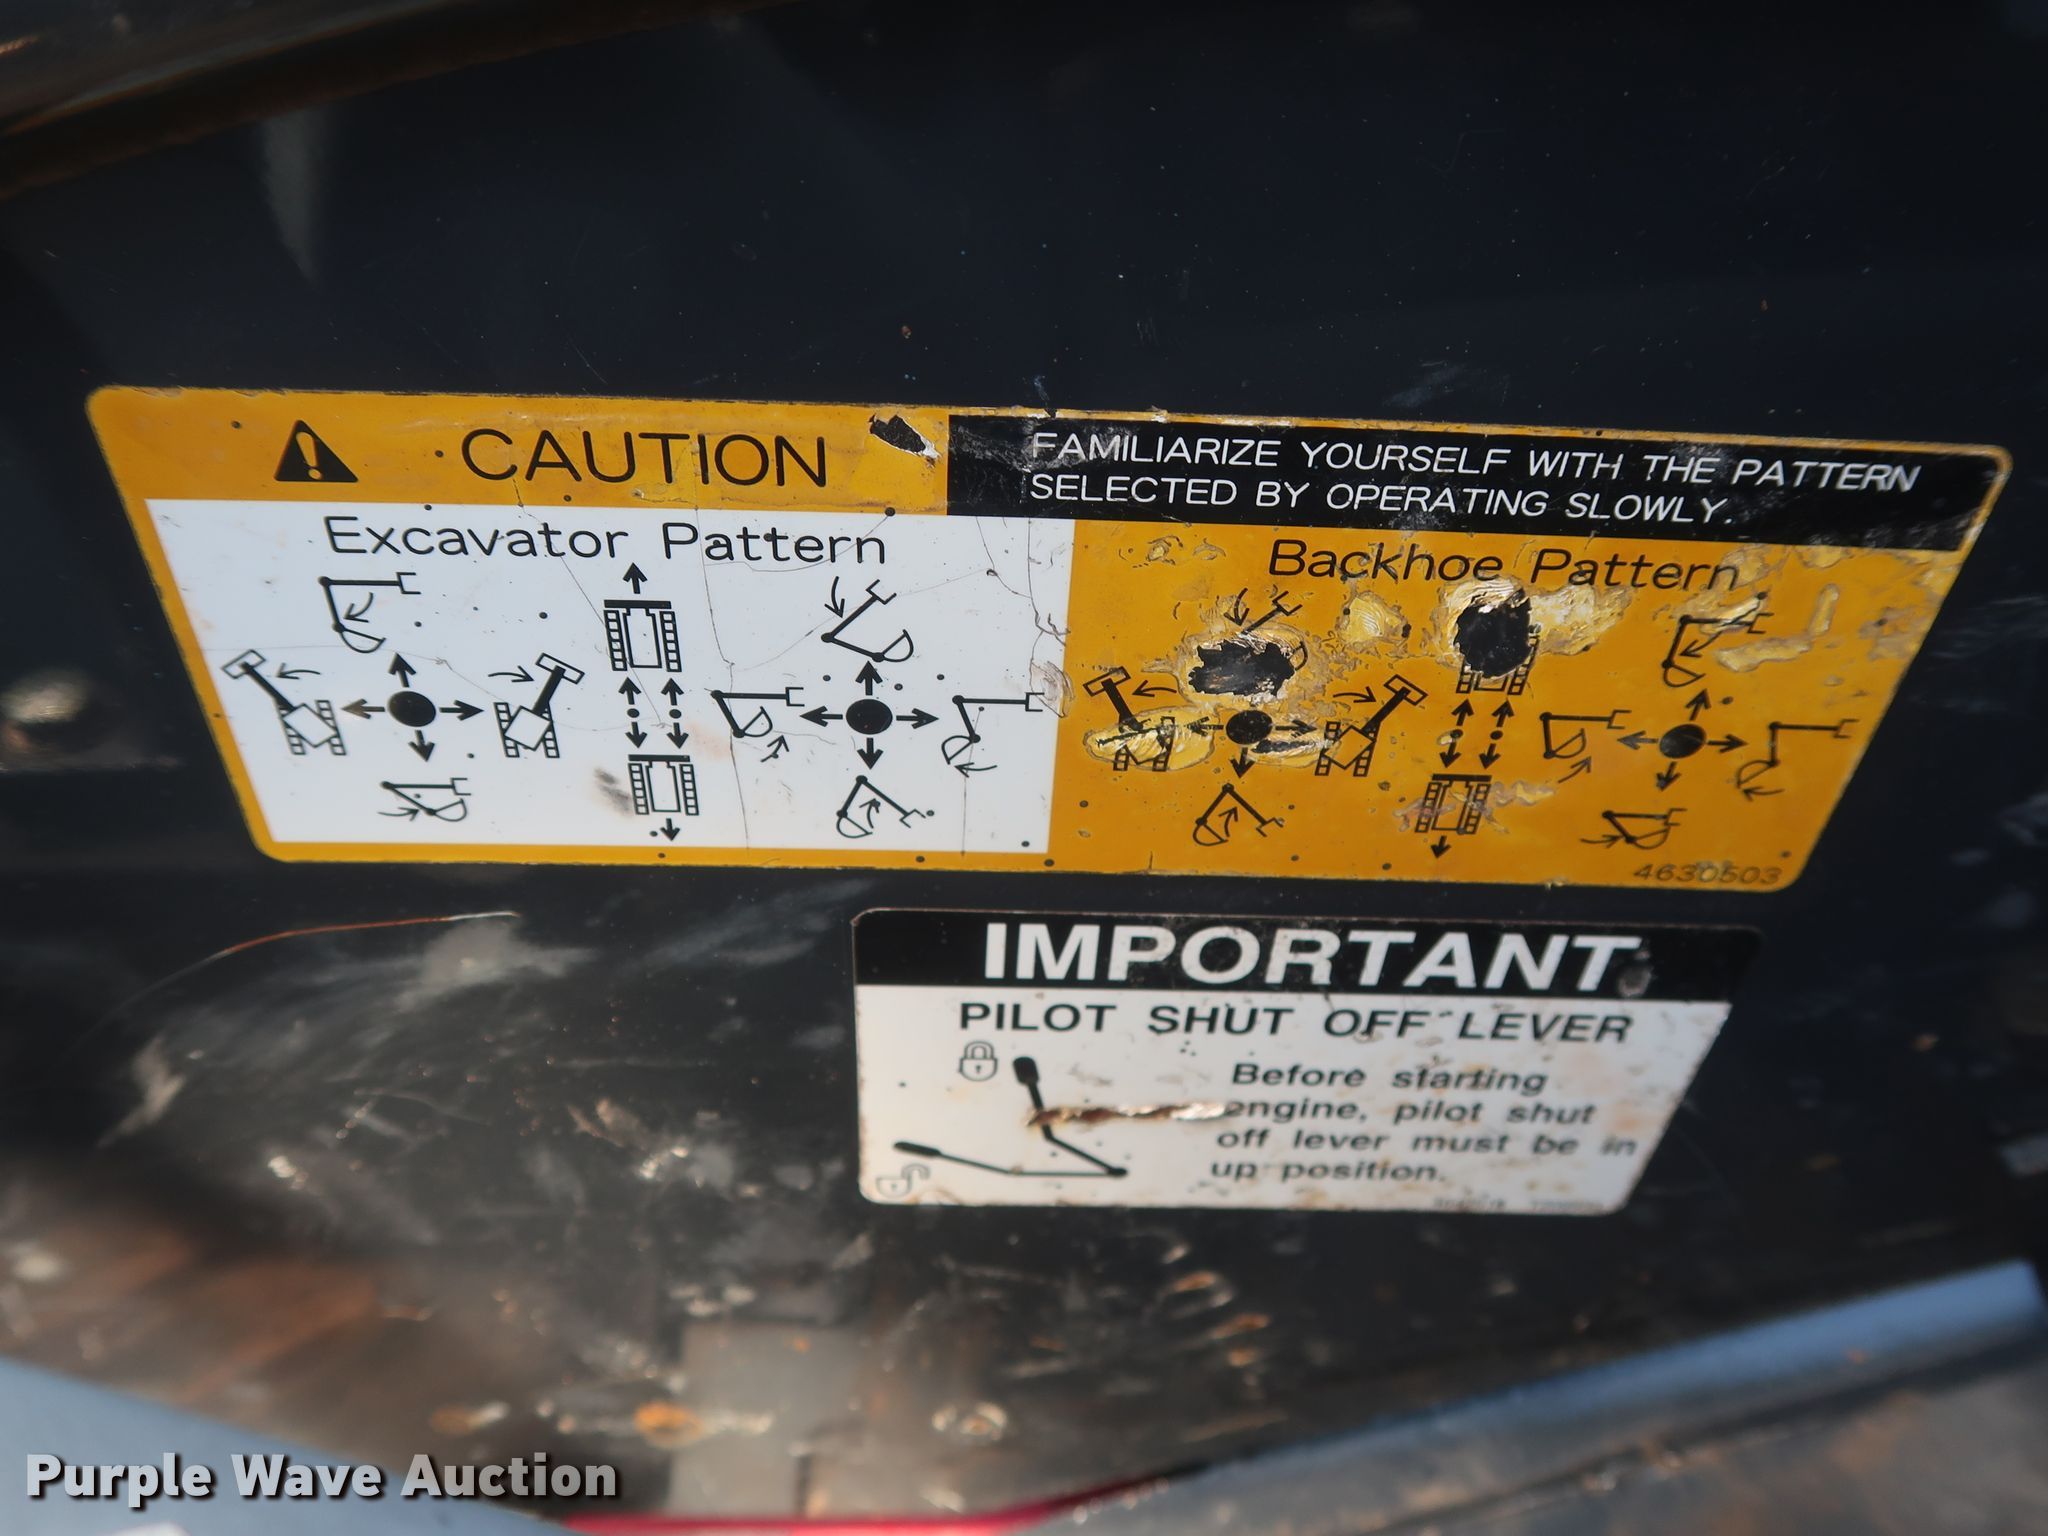 CAUTION
FAMILIARIZE YOURSELF WITH THE PATTERN
SELECTED BY OPERATING SLOWLY.
Excavator Pattern
Backhoe Pattern
4630503
IMPORTANT
PILOT SHUT OFF LEVER
Before starting
engine, pilot shut
off lever must be in
up position.
Purple Wave Auction